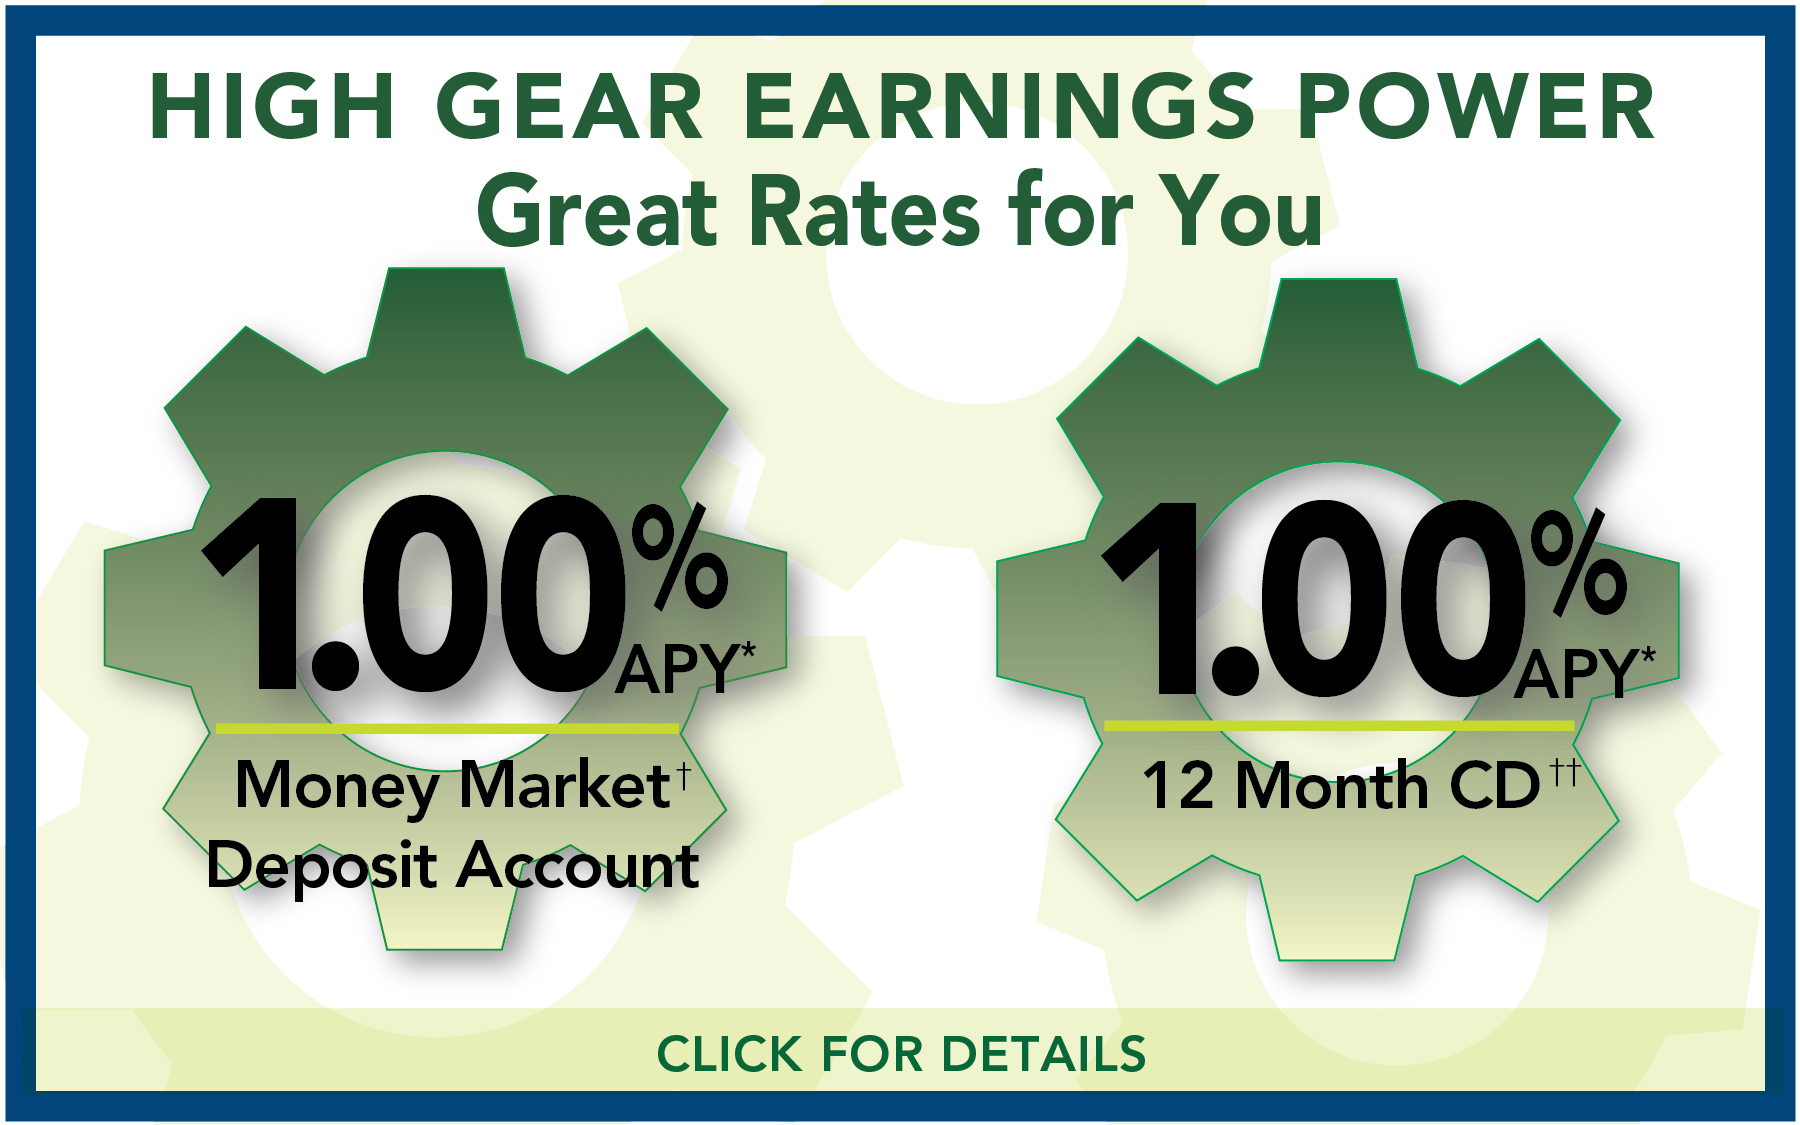 HIGH GEAR EARNINGS POWER
Great Rates for You
1.00%
APY*
Money Market†
Deposit Account
1.00%
APY*
12 Month CD††
CLICK FOR DETAILS